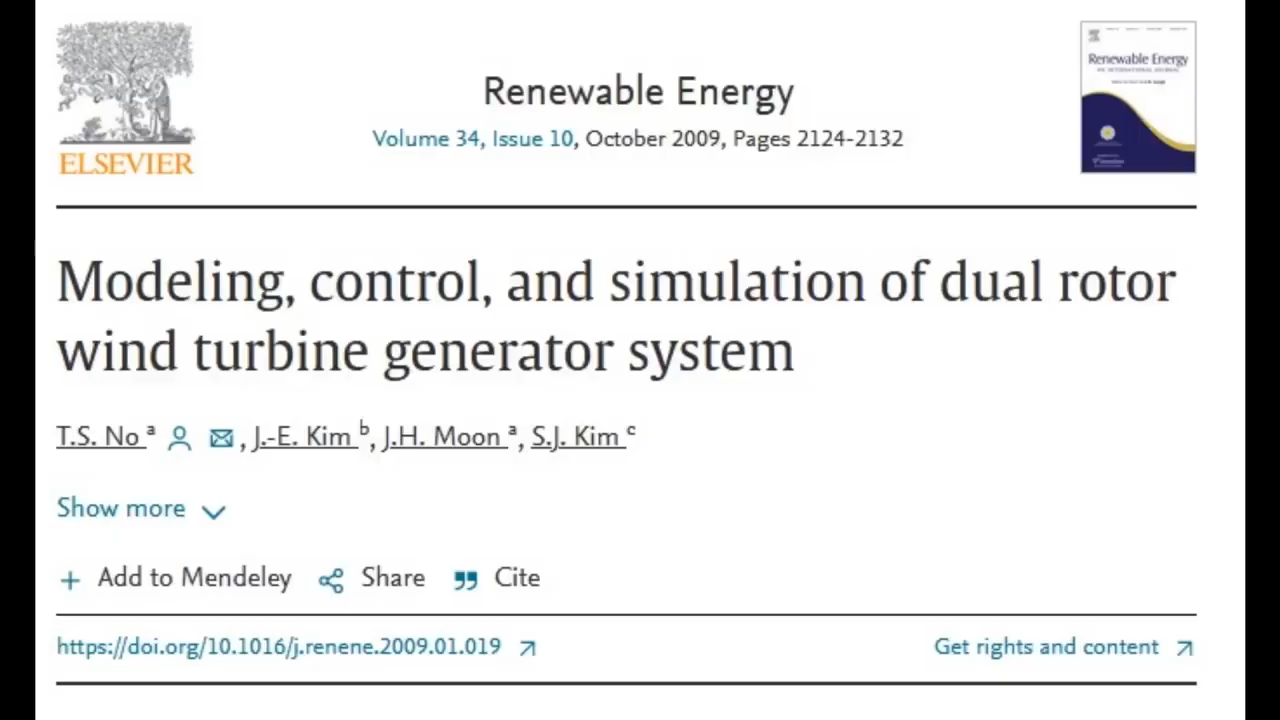 ELSEVIER
Renewable Energy
Volume 34, Issue 10, October 2009, Pages 2124-2132
Renewable Energy
Modeling, control, and simulation of dual rotor
wind turbine generator system
T.S. No ᵃ , J.-E. Kim ᵇ, J.H. Moon ᵃ, S.J. Kim ᶜ
Show more
+ Add to Mendeley Share Cite
https://doi.org/10.1016/j.renene.2009.01.019
Get rights and content